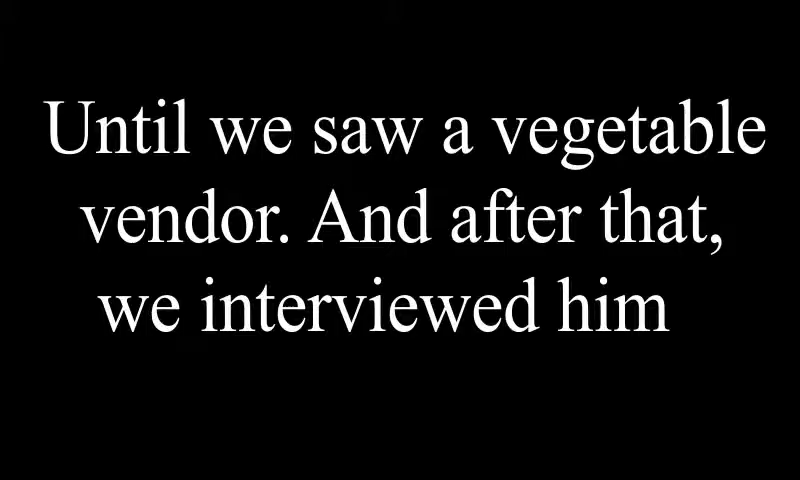 Until we saw a vegetable
vendor. And after that,
we interviewed him